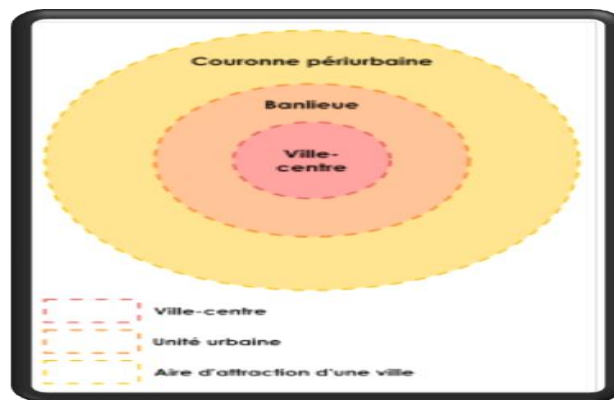 Couronne périurbaine
Banlieue
Ville-
centre
Ville-centre
Unité urbaine
Aire d'attraction d'une ville